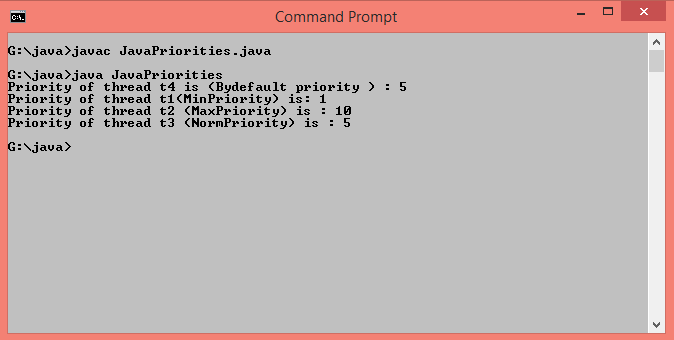 Command Prompt
G:\java>javac JavaPriorities.java
G:\java>java JavaPriorities
Priority of thread t4 is (Bydefault priority ) : 5
Priority of thread t1(MinPriority) is: 1
Priority of thread t2 (MaxPriority) is : 10
Priority of thread t3 (NormPriority) is : 5
G:\java>